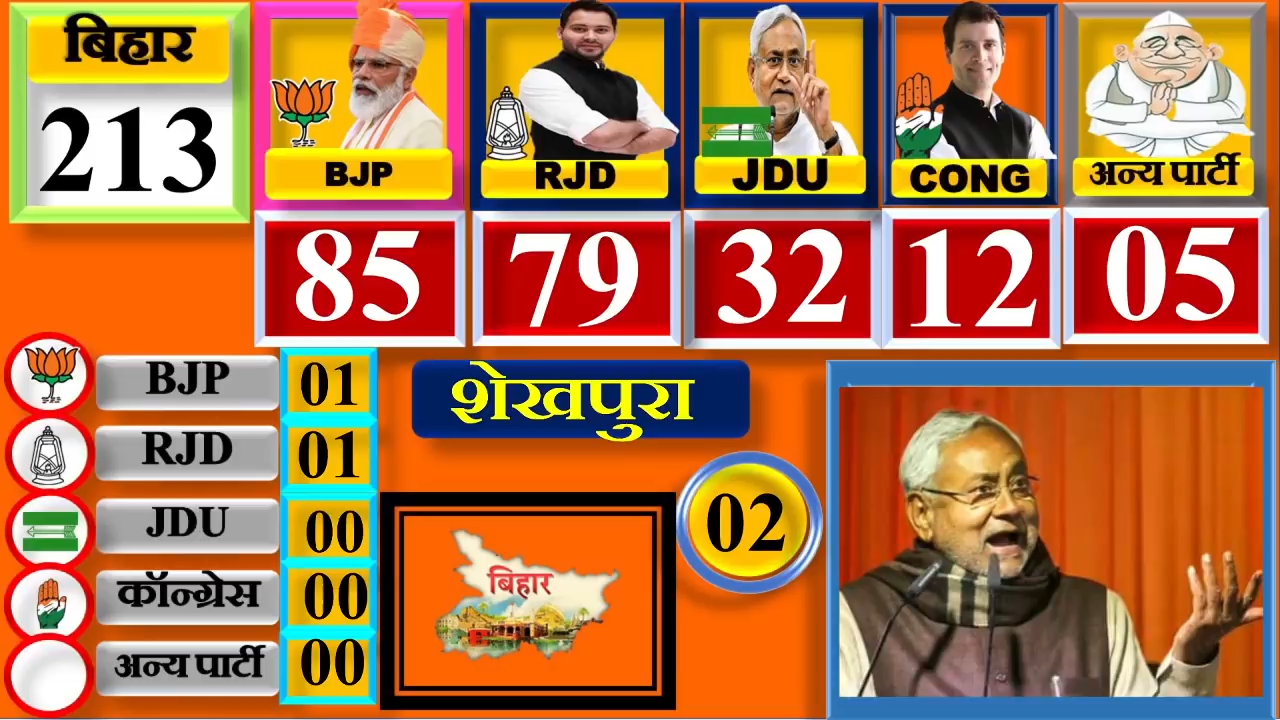 बिहार
213
BJP
RJD
JDU
CONG
अन्य पार्टी
85
79
32
12
05
BJP
01
RJD
01
JDU
00
कॉन्ग्रेस
00
अन्य पार्टी
00
शेखपुरा
02
बिहार